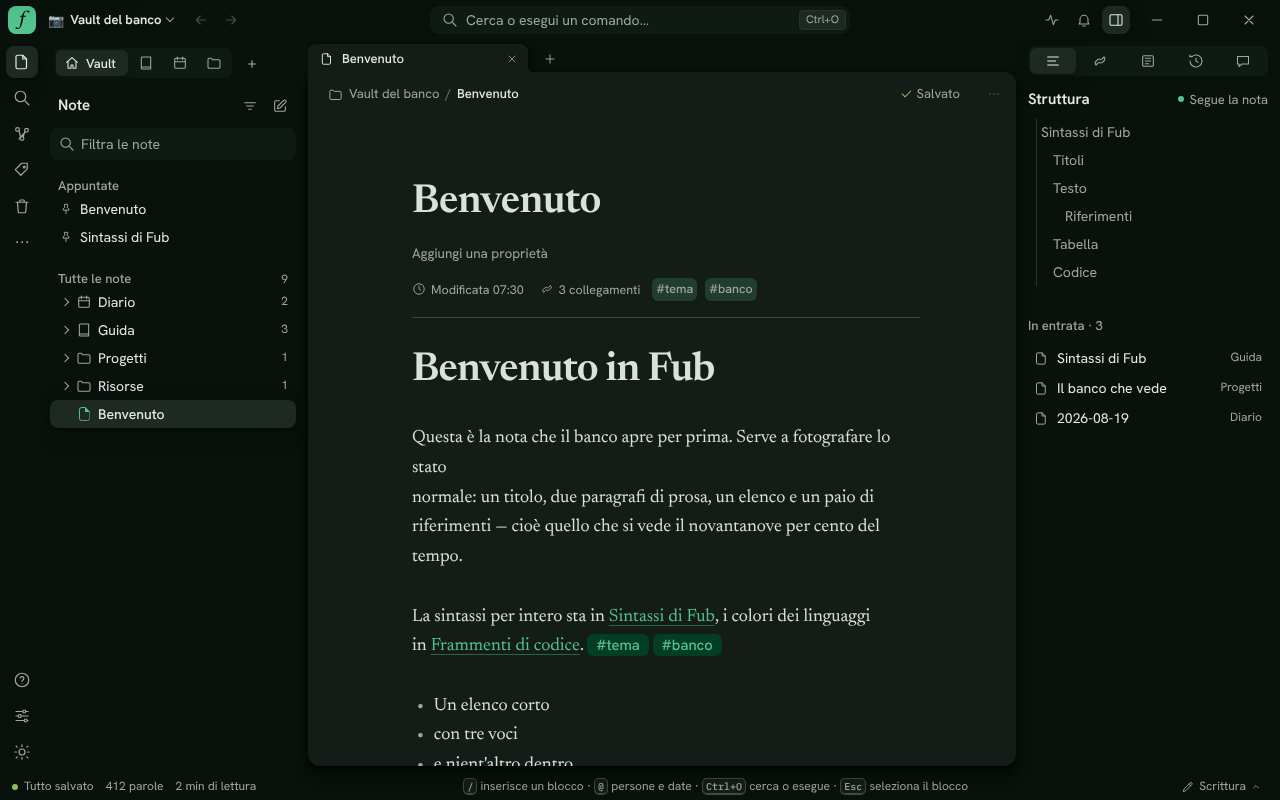 f
Vault del banco
Cerca o esegui un comando…
Ctrl+O
Vault
Note
Filtra le note
Appuntate
Benvenuto
Sintassi di Fub
Tutte le note 9
Diario 2
Guida 3
Progetti 1
Risorse 1
Benvenuto
Benvenuto
Vault del banco / Benvenuto
Salvato
Benvenuto
Aggiungi una proprietà
Modificata 07:30 3 collegamenti #tema #banco
Benvenuto in Fub
Questa è la nota che il banco apre per prima. Serve a fotografare lo
stato
normale: un titolo, due paragrafi di prosa, un elenco e un paio di
riferimenti — cioè quello che si vede il novantanove per cento del
tempo.
La sintassi per intero sta in Sintassi di Fub, i colori dei linguaggi
in Frammenti di codice. #tema #banco
• Un elenco corto
• con tre voci
• e nient'altro dentro
Struttura
Segue la nota
Sintassi di Fub
Titoli
Testo
Riferimenti
Tabella
Codice
In entrata · 3
Sintassi di Fub Guida
Il banco che vede Progetti
2026-08-19 Diario
Tutto salvato 412 parole 2 min di lettura
/ inserisce un blocco · @ persone e date · Ctrl+O cerca o esegue · Esc seleziona il blocco
Scrittura